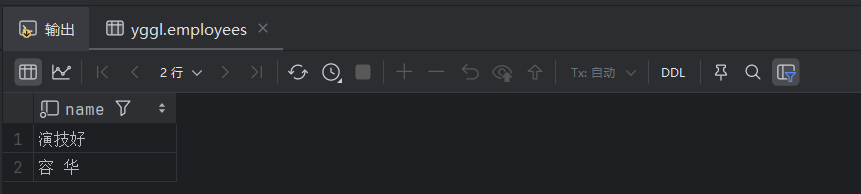 输出
yggl.employees
2 行
Tx: 自动
DDL
name
1 演技好
2 容 华